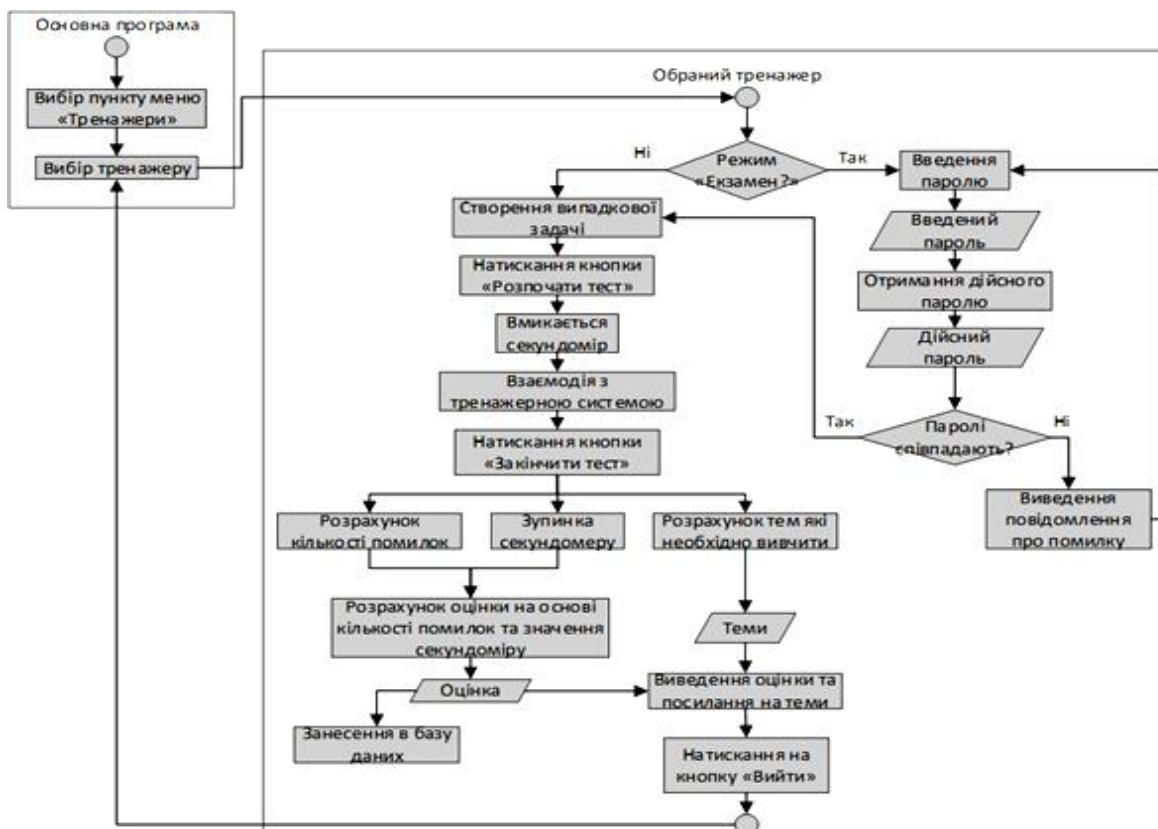 Основна програма
Вибір пункту меню
«Тренажери»
Вибір тренажеру
Обраний тренажер
Ні
Режим
«Екзамен?»
Так
Введення
паролю
Створення випадкової
задачі
Введений
пароль
Натискання кнопки
«Розпочати тест»
Отримання дійсного
паролю
Вмикається
секундомір
Дійсний
пароль
Взаємодія з
тренажерною системою
Так
Паролі
співпадають?
Ні
Натискання кнопки
«Закінчити тест»
Виведення
повідомлення
про помилку
Розрахунок
кількості помилок
Зупинка
секундомеру
Розрахунок тем які
необхідно вивчити
Розрахунок оцінки на основі
кількості помилок та значення
секундоміру
Теми
Оцінка
Виведення оцінки та
посилання на теми
Занесення в базу
даних
Натискання на
кнопку «Вийти»